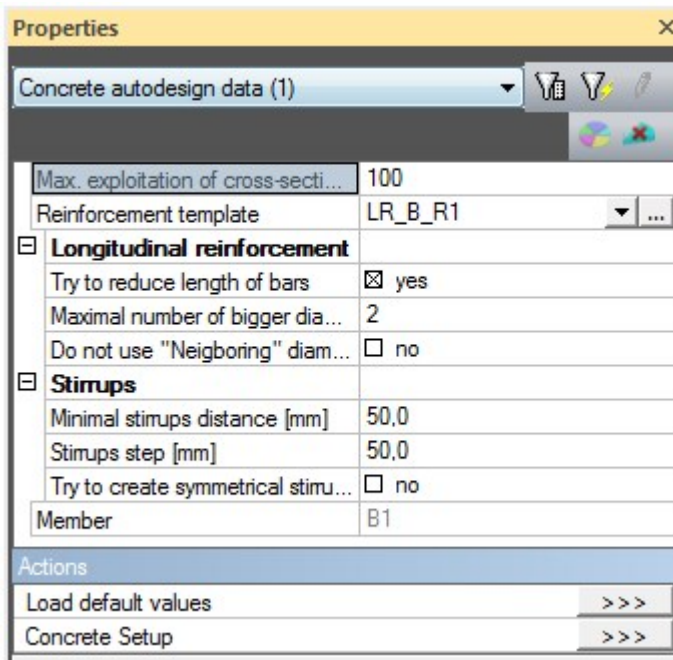 Properties
Concrete autodesign data (1)
Max. exploitation of cross-secti... 100
Reinforcement template LR_B_R1 ...
Longitudinal reinforcement
Try to reduce length of bars yes
Maximal number of bigger dia... 2
Do not use "Neigboring" diam... no
Stirrups
Minimal stirrups distance [mm] 50,0
Stirrups step [mm] 50,0
Try to create symmetrical stirru... no
Member B1
Actions
Load default values >>>
Concrete Setup >>>